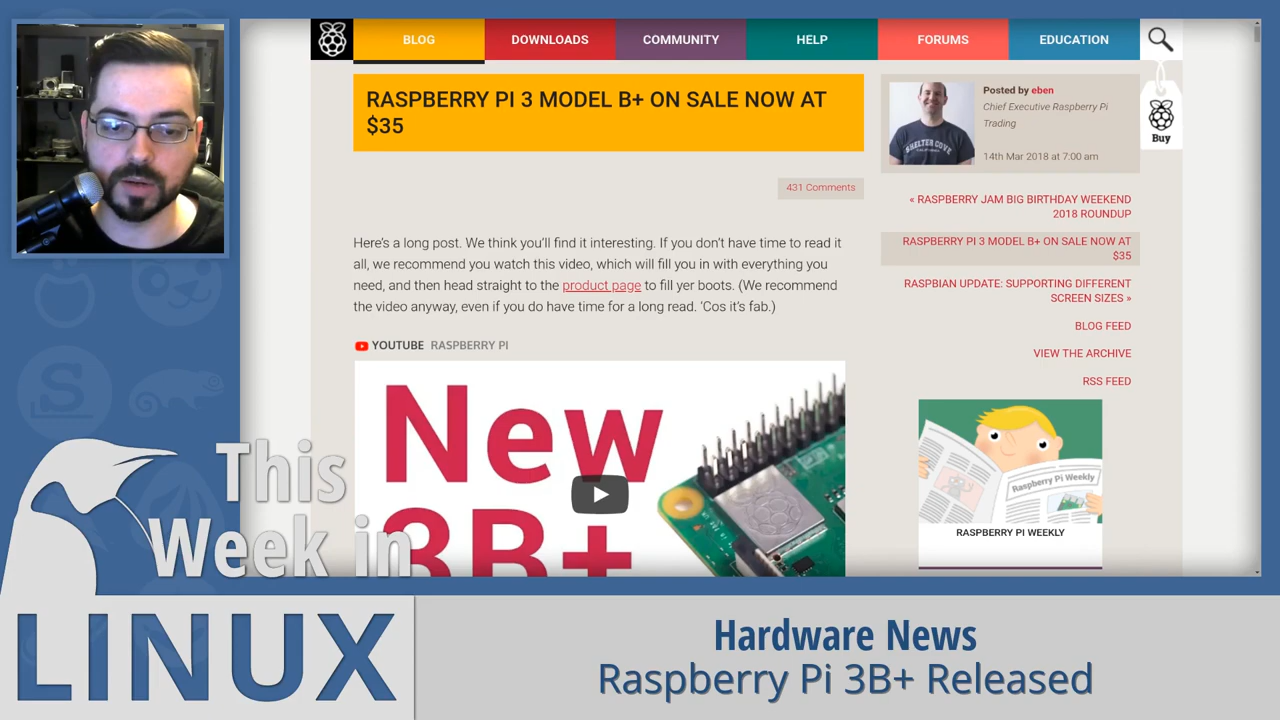 BLOG
DOWNLOADS
COMMUNITY
HELP
FORUMS
EDUCATION
RASPBERRY PI 3 MODEL B+ ON SALE NOW AT
$35
431 Comments
Here's a long post. We think you'll find it interesting. If you don't have time to read it
all, we recommend you watch this video, which will fill you in with everything you
need, and then head straight to the product page to fill yer boots. (We recommend
the video anyway, even if you do have time for a long read. 'Cos it's fab.)
YOUTUBE RASPBERRY PI
New
3B+
Posted by eben
Chief Executive Raspberry Pi
Trading
14th Mar 2018 at 7:00 am
SHELTER COVE
Buy
« RASPBERRY JAM BIG BIRTHDAY WEEKEND
2018 ROUNDUP
RASPBERRY PI 3 MODEL B+ ON SALE NOW AT
$35
RASPBIAN UPDATE: SUPPORTING DIFFERENT
SCREEN SIZES »
BLOG FEED
VIEW THE ARCHIVE
RSS FEED
Raspberry Pi Weekly
RASPBERRY PI WEEKLY
This
Week in
LINUX
Hardware News
Raspberry Pi 3B+ Released